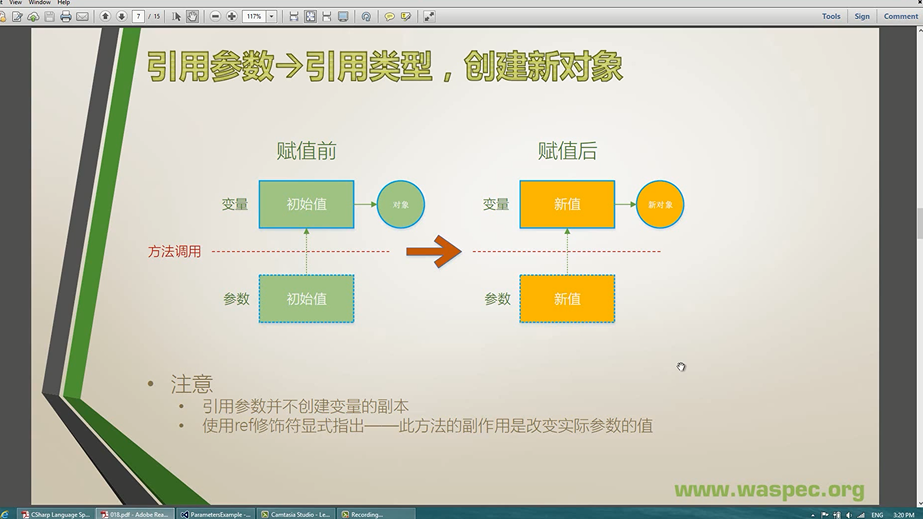 View Window Help
7 / 15 117% Tools Sign Comment
引用参数→引用类型，创建新对象
赋值前 赋值后
变量 初始值 对象 变量 新值 新对象
方法调用
参数 初始值 参数 新值
• 注意
• 引用参数并不创建变量的副本
• 使用ref修饰符显式指出——此方法的副作用是改变实际参数的值
www.waspec.org
CSharp Language Sp... 018.pdf - Adobe Rea... ParametersExample -... Camtasia Studio - Le... Recording... ENG 3:20 PM